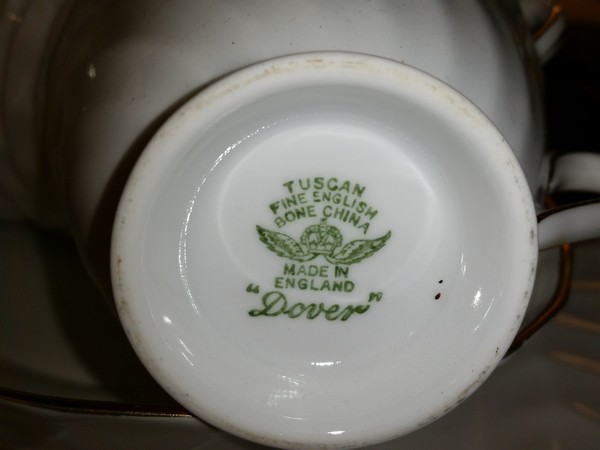 TUSCAN
FINE ENGLISH
BONE CHINA
MADE IN
ENGLAND
"Dover"